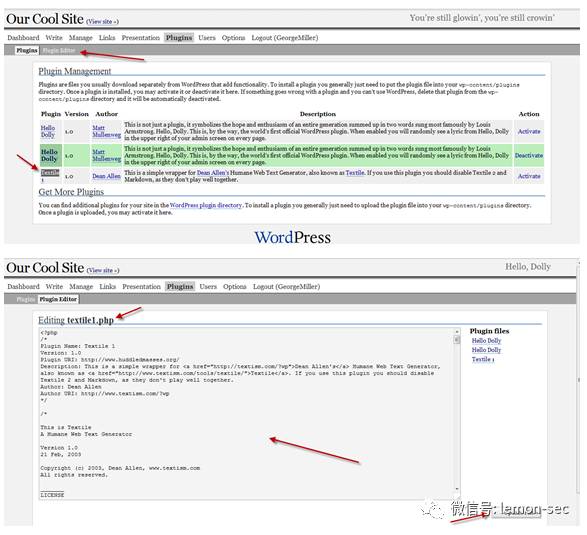 Our Cool Site (View site »)
You're still glowin', you're still crowin'
Dashboard Write Manage Links Presentation Plugins Users Options Logout (GeorgeMiller)
Plugins Plugin Editor
Plugin Management
Plugins are files you usually download separately from WordPress that add functionality. To install a plugin you generally just need to put the plugin file into your wp-content/plugins
directory. Once a plugin is installed, you may activate it or deactivate it here. If something goes wrong with a plugin and you can't use WordPress, delete that plugin from the wp-
content/plugins directory and it will be automatically deactivated.
Plugin Version Author Description Action
Hello Dolly 1.0 Matt Mullenweg This is not just a plugin, it symbolizes the hope and enthusiasm of an entire generation summed up in two words sung most famously by Louis
Armstrong, Hello, Dolly. This is, by the way, the world's first official WordPress plugin. When enabled you will randomly see a lyric from Hello, Dolly
in the upper right of your admin screen on every page.
Activate
Hello Dolly 1.0 Matt Mullenweg This is not just a plugin, it symbolizes the hope and enthusiasm of an entire generation summed up in two words sung most famously by Louis
Armstrong, Hello, Dolly. This is, by the way, the world's first official WordPress plugin. When enabled you will randomly see a lyric from Hello, Dolly
in the upper right of your admin screen on every page.
Deactivate
Textile 1 1.0 Dean Allen This is a simple wrapper for Dean Allen's Humane Web Text Generator, also known as Textile. If you use this plugin you should disable Textile 2 and
Markdown, as they don't play well together.
Activate
Get More Plugins
You can find additional plugins for your site in the WordPress plugin directory. To install a plugin you generally just need to upload the plugin file into your wp-content/plugins directory.
Once a plugin is uploaded, you may activate it here.
WordPress
Our Cool Site (View site »)
Hello, Dolly
Dashboard Write Manage Links Presentation Plugins Users Options Logout (GeorgeMiller)
Plugins Plugin Editor
Editing textile1.php
<?php
/*
Plugin Name: Textile 1
Version: 1.0
Plugin URI: http://www.huddledmasses.org/
Description: This is a simple wrapper for <a href="http://textism.com/?wp">Dean Allen's</a> Humane Web Text Generator,
also known as <a href="http://www.textism.com/tools/textile/">Textile</a>. If you use this plugin you should disable
Textile 2 and Markdown, as they don't play well together.
Author: Dean Allen
Author URI: http://www.textism.com/?wp
*/
/*
This is Textile
A Humane Web Text Generator
Version 1.0
21 Feb, 2003
Copyright (c) 2003, Dean Allen, www.textism.com
All rights reserved.
_______
LICENSE
Plugin files
Hello Dolly
Hello Dolly
Textile 1
微信号: lemon-sec